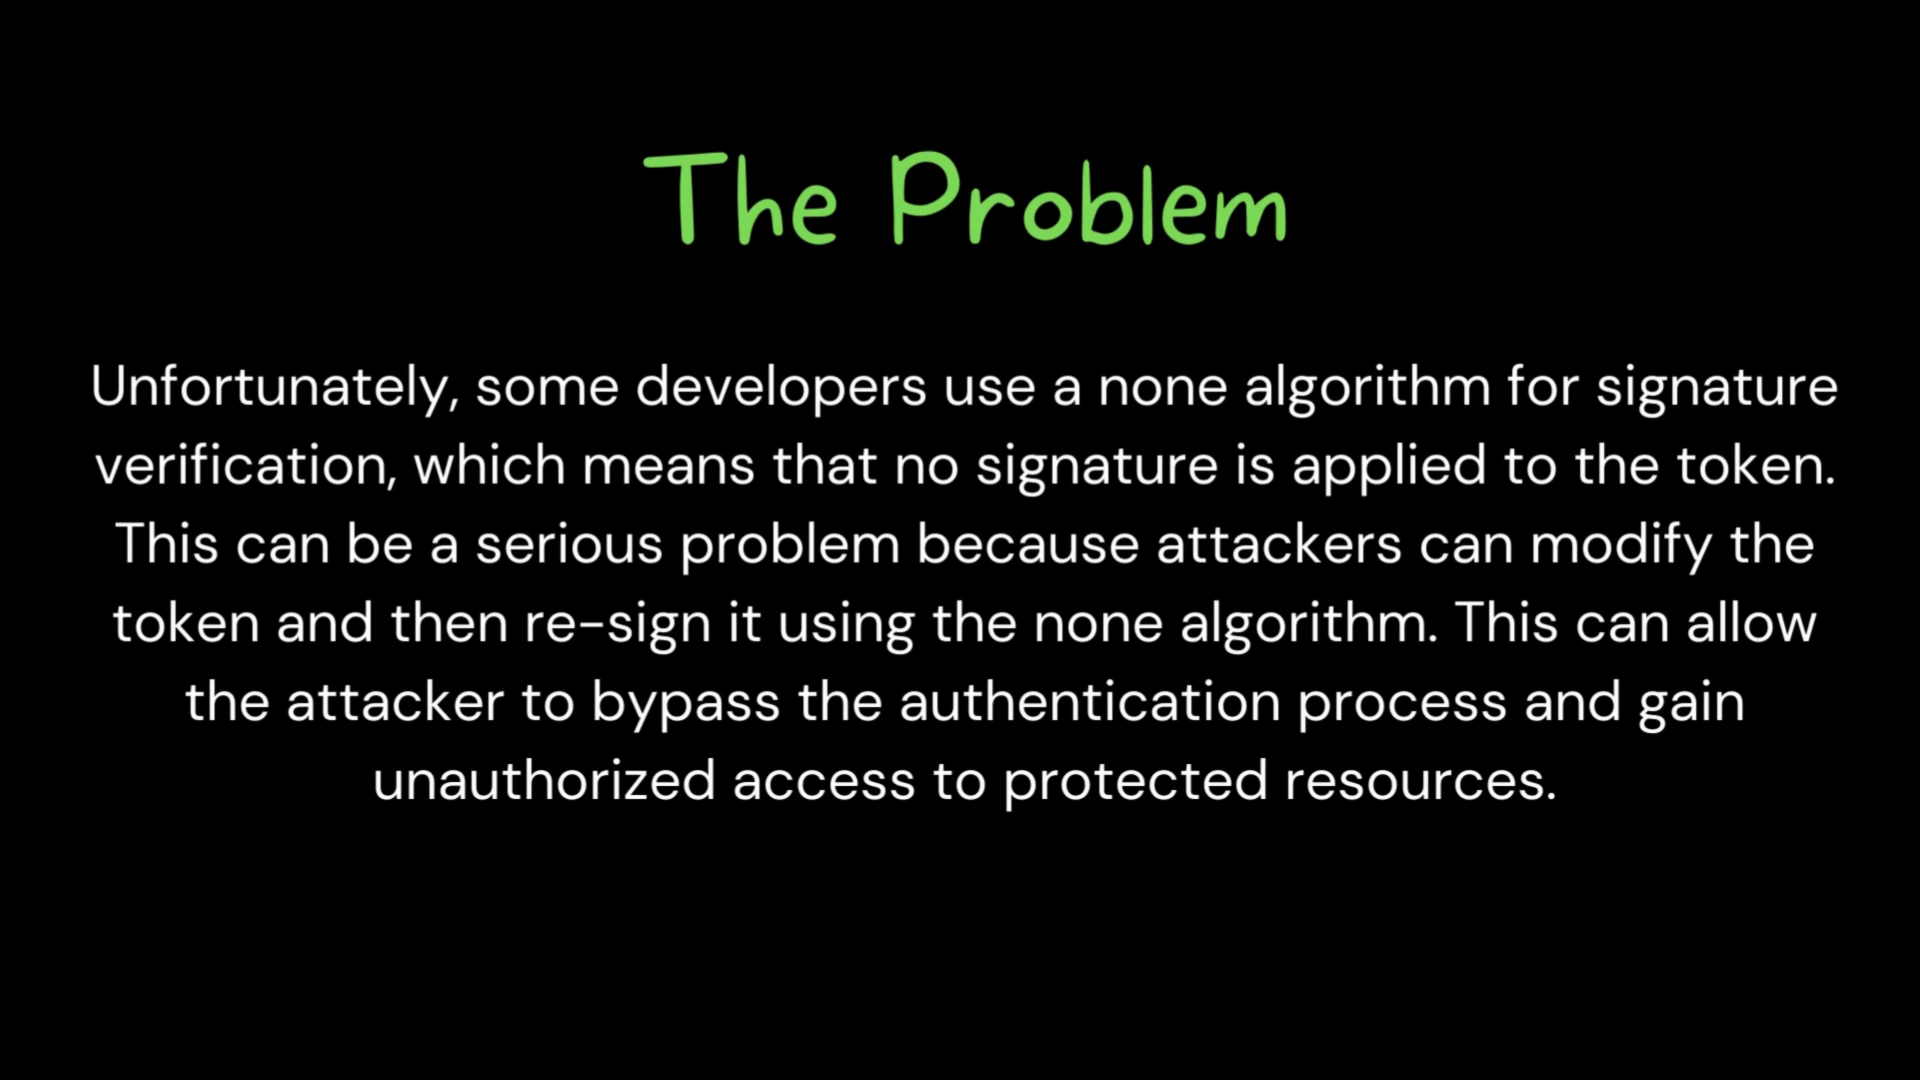 The Problem
Unfortunately, some developers use a none algorithm for signature
verification, which means that no signature is applied to the token.
This can be a serious problem because attackers can modify the
token and then re-sign it using the none algorithm. This can allow
the attacker to bypass the authentication process and gain
unauthorized access to protected resources.